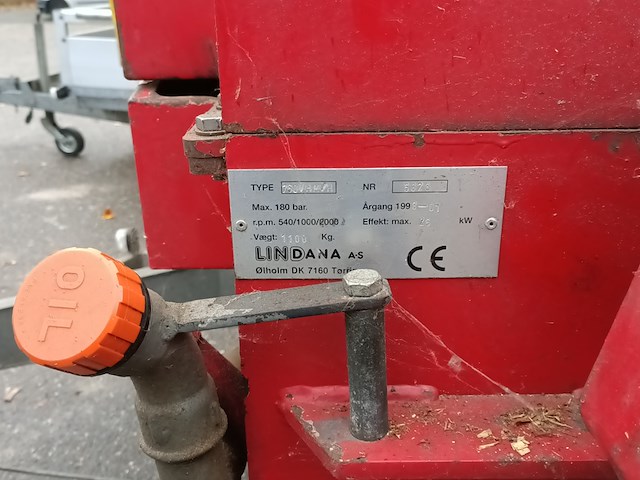 TYPE NR
Max. 180 bar. Årgang 199
r.p.m. 540/1000/2000 Effekt: max. kW
Vægt: 1100 Kg.
LINDANA A·S
Ølholm DK 7160
CE
OIL